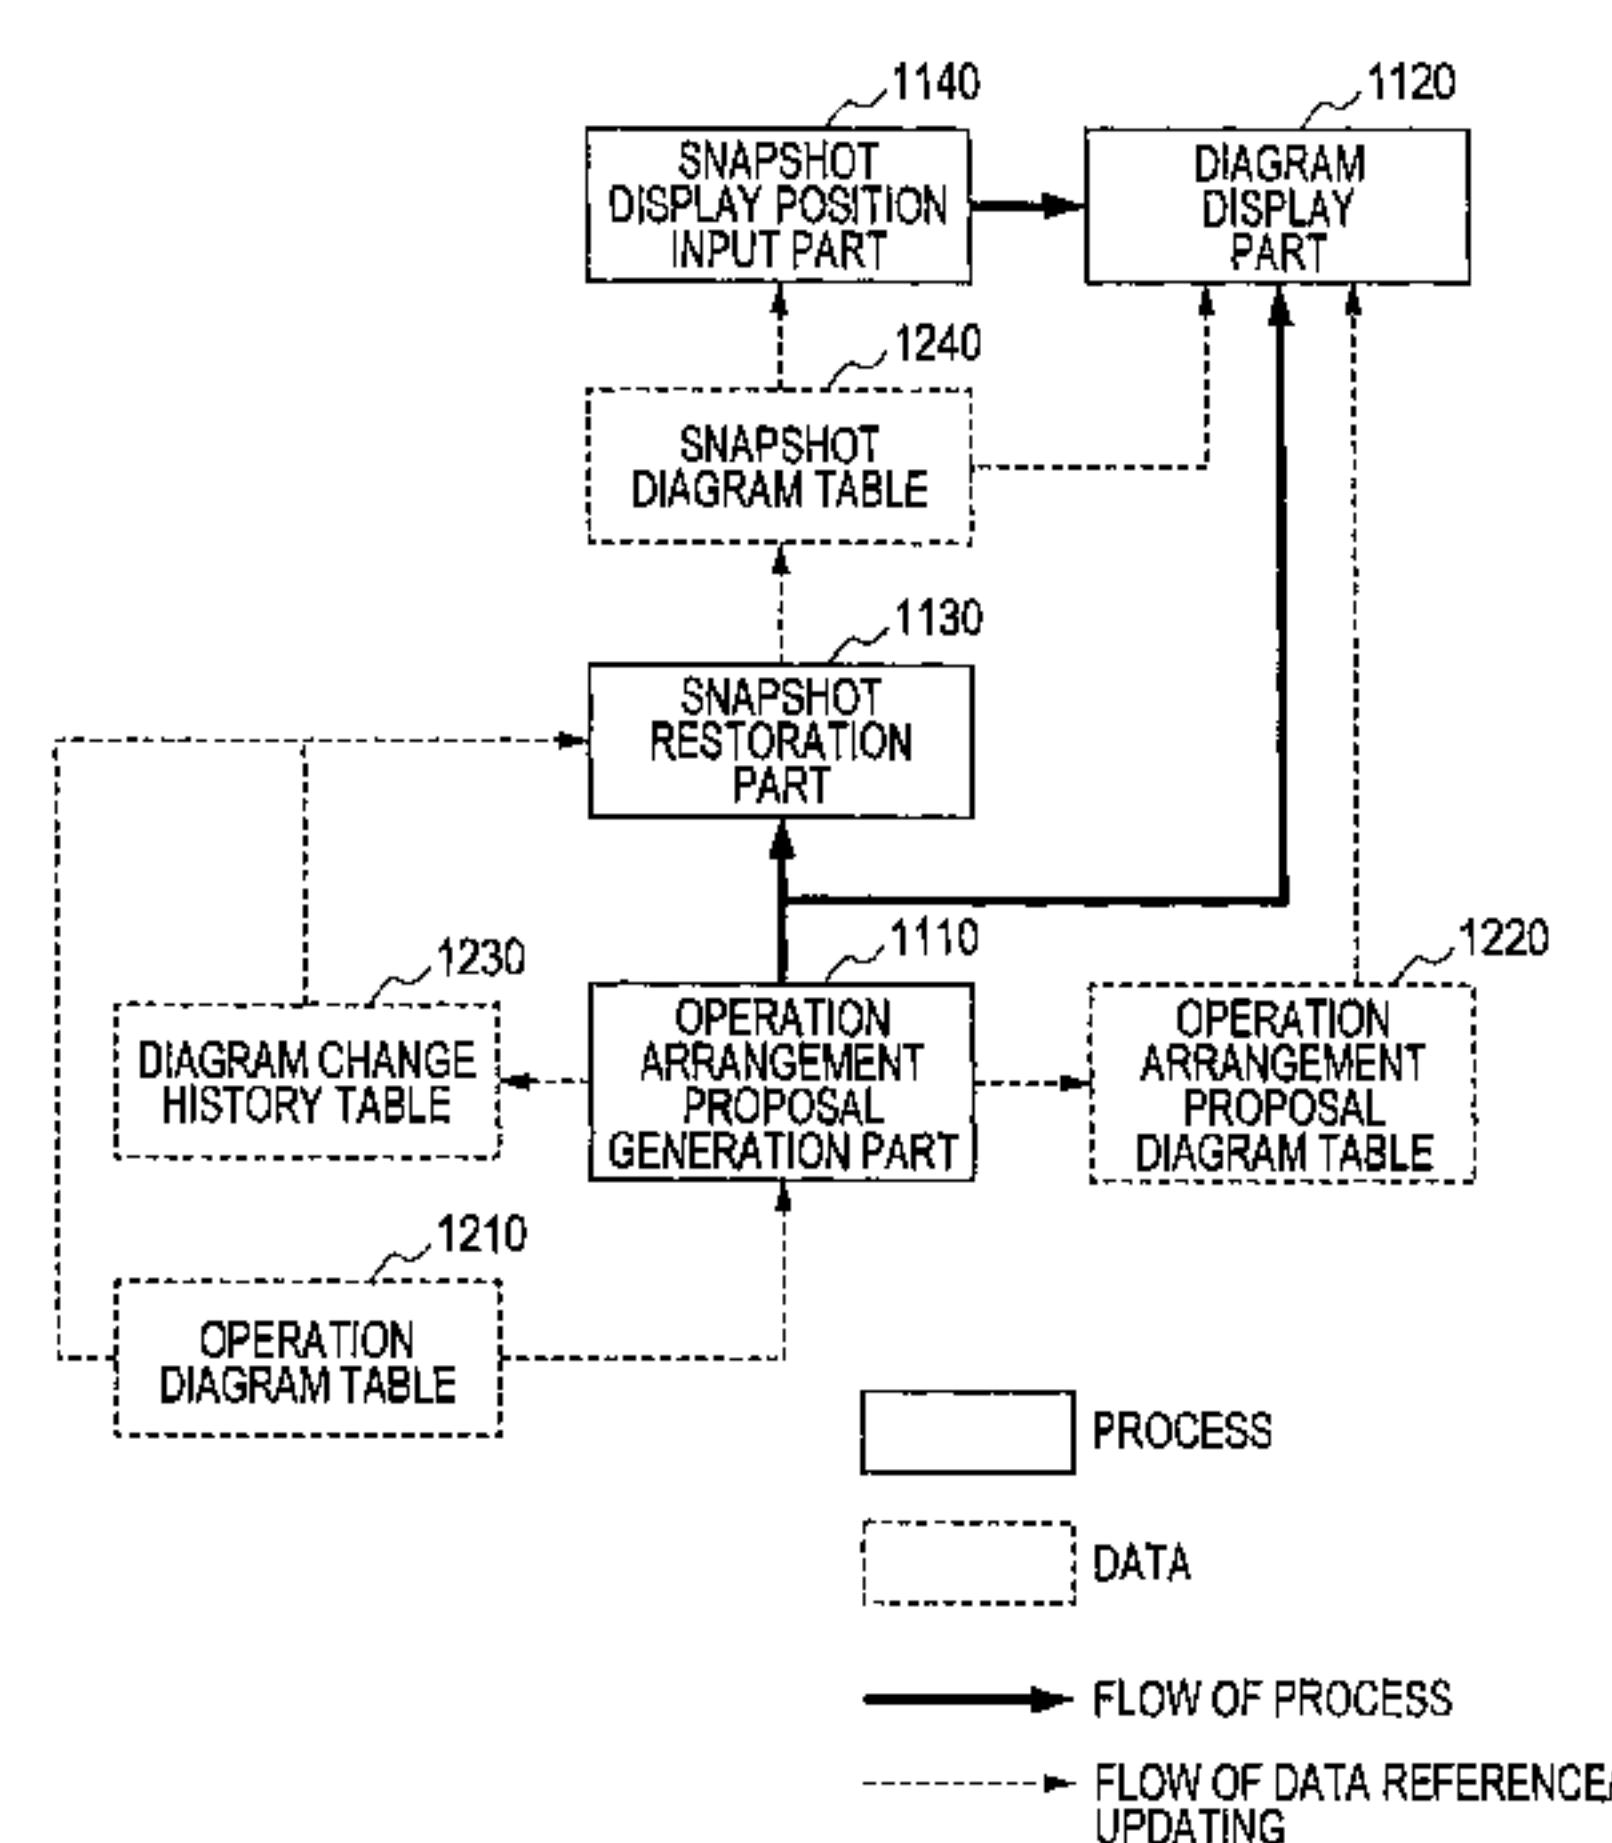 1140
SNAPSHOT
DISPLAY POSITION
INPUT PART
1120
DIAGRAM
DISPLAY
PART
1240
SNAPSHOT
DIAGRAM TABLE
1130
SNAPSHOT
RESTORATION
PART
1230
DIAGRAM CHANGE
HISTORY TABLE
1110
OPERATION
ARRANGEMENT
PROPOSAL
GENERATION PART
1220
OPERATION
ARRANGEMENT
PROPOSAL
DIAGRAM TABLE
1210
OPERATION
DIAGRAM TABLE
PROCESS
DATA
FLOW OF PROCESS
FLOW OF DATA REFERENCE/
UPDATING